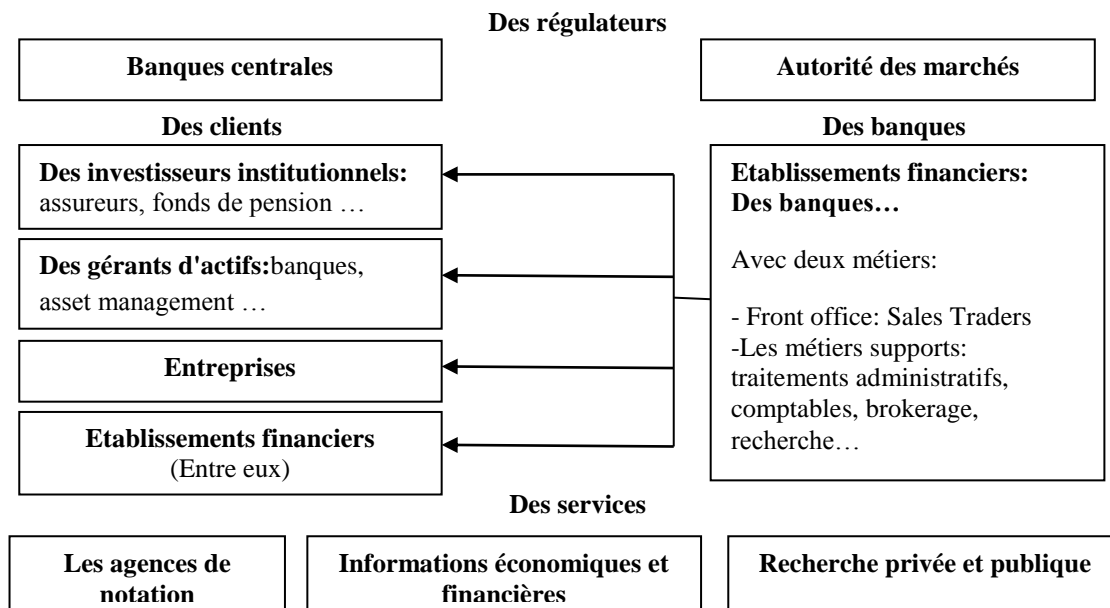 Des régulateurs
Banques centrales
Autorité des marchés
Des clients
Des banques
Des investisseurs institutionnels:
assureurs, fonds de pension …
Des gérants d'actifs:banques,
asset management …
Entreprises
Etablissements financiers
(Entre eux)
Etablissements financiers:
Des banques…
Avec deux métiers:
- Front office: Sales Traders
-Les métiers supports:
traitements administratifs,
comptables, brokerage,
recherche…
Des services
Les agences de
notation
Informations économiques et
financières
Recherche privée et publique